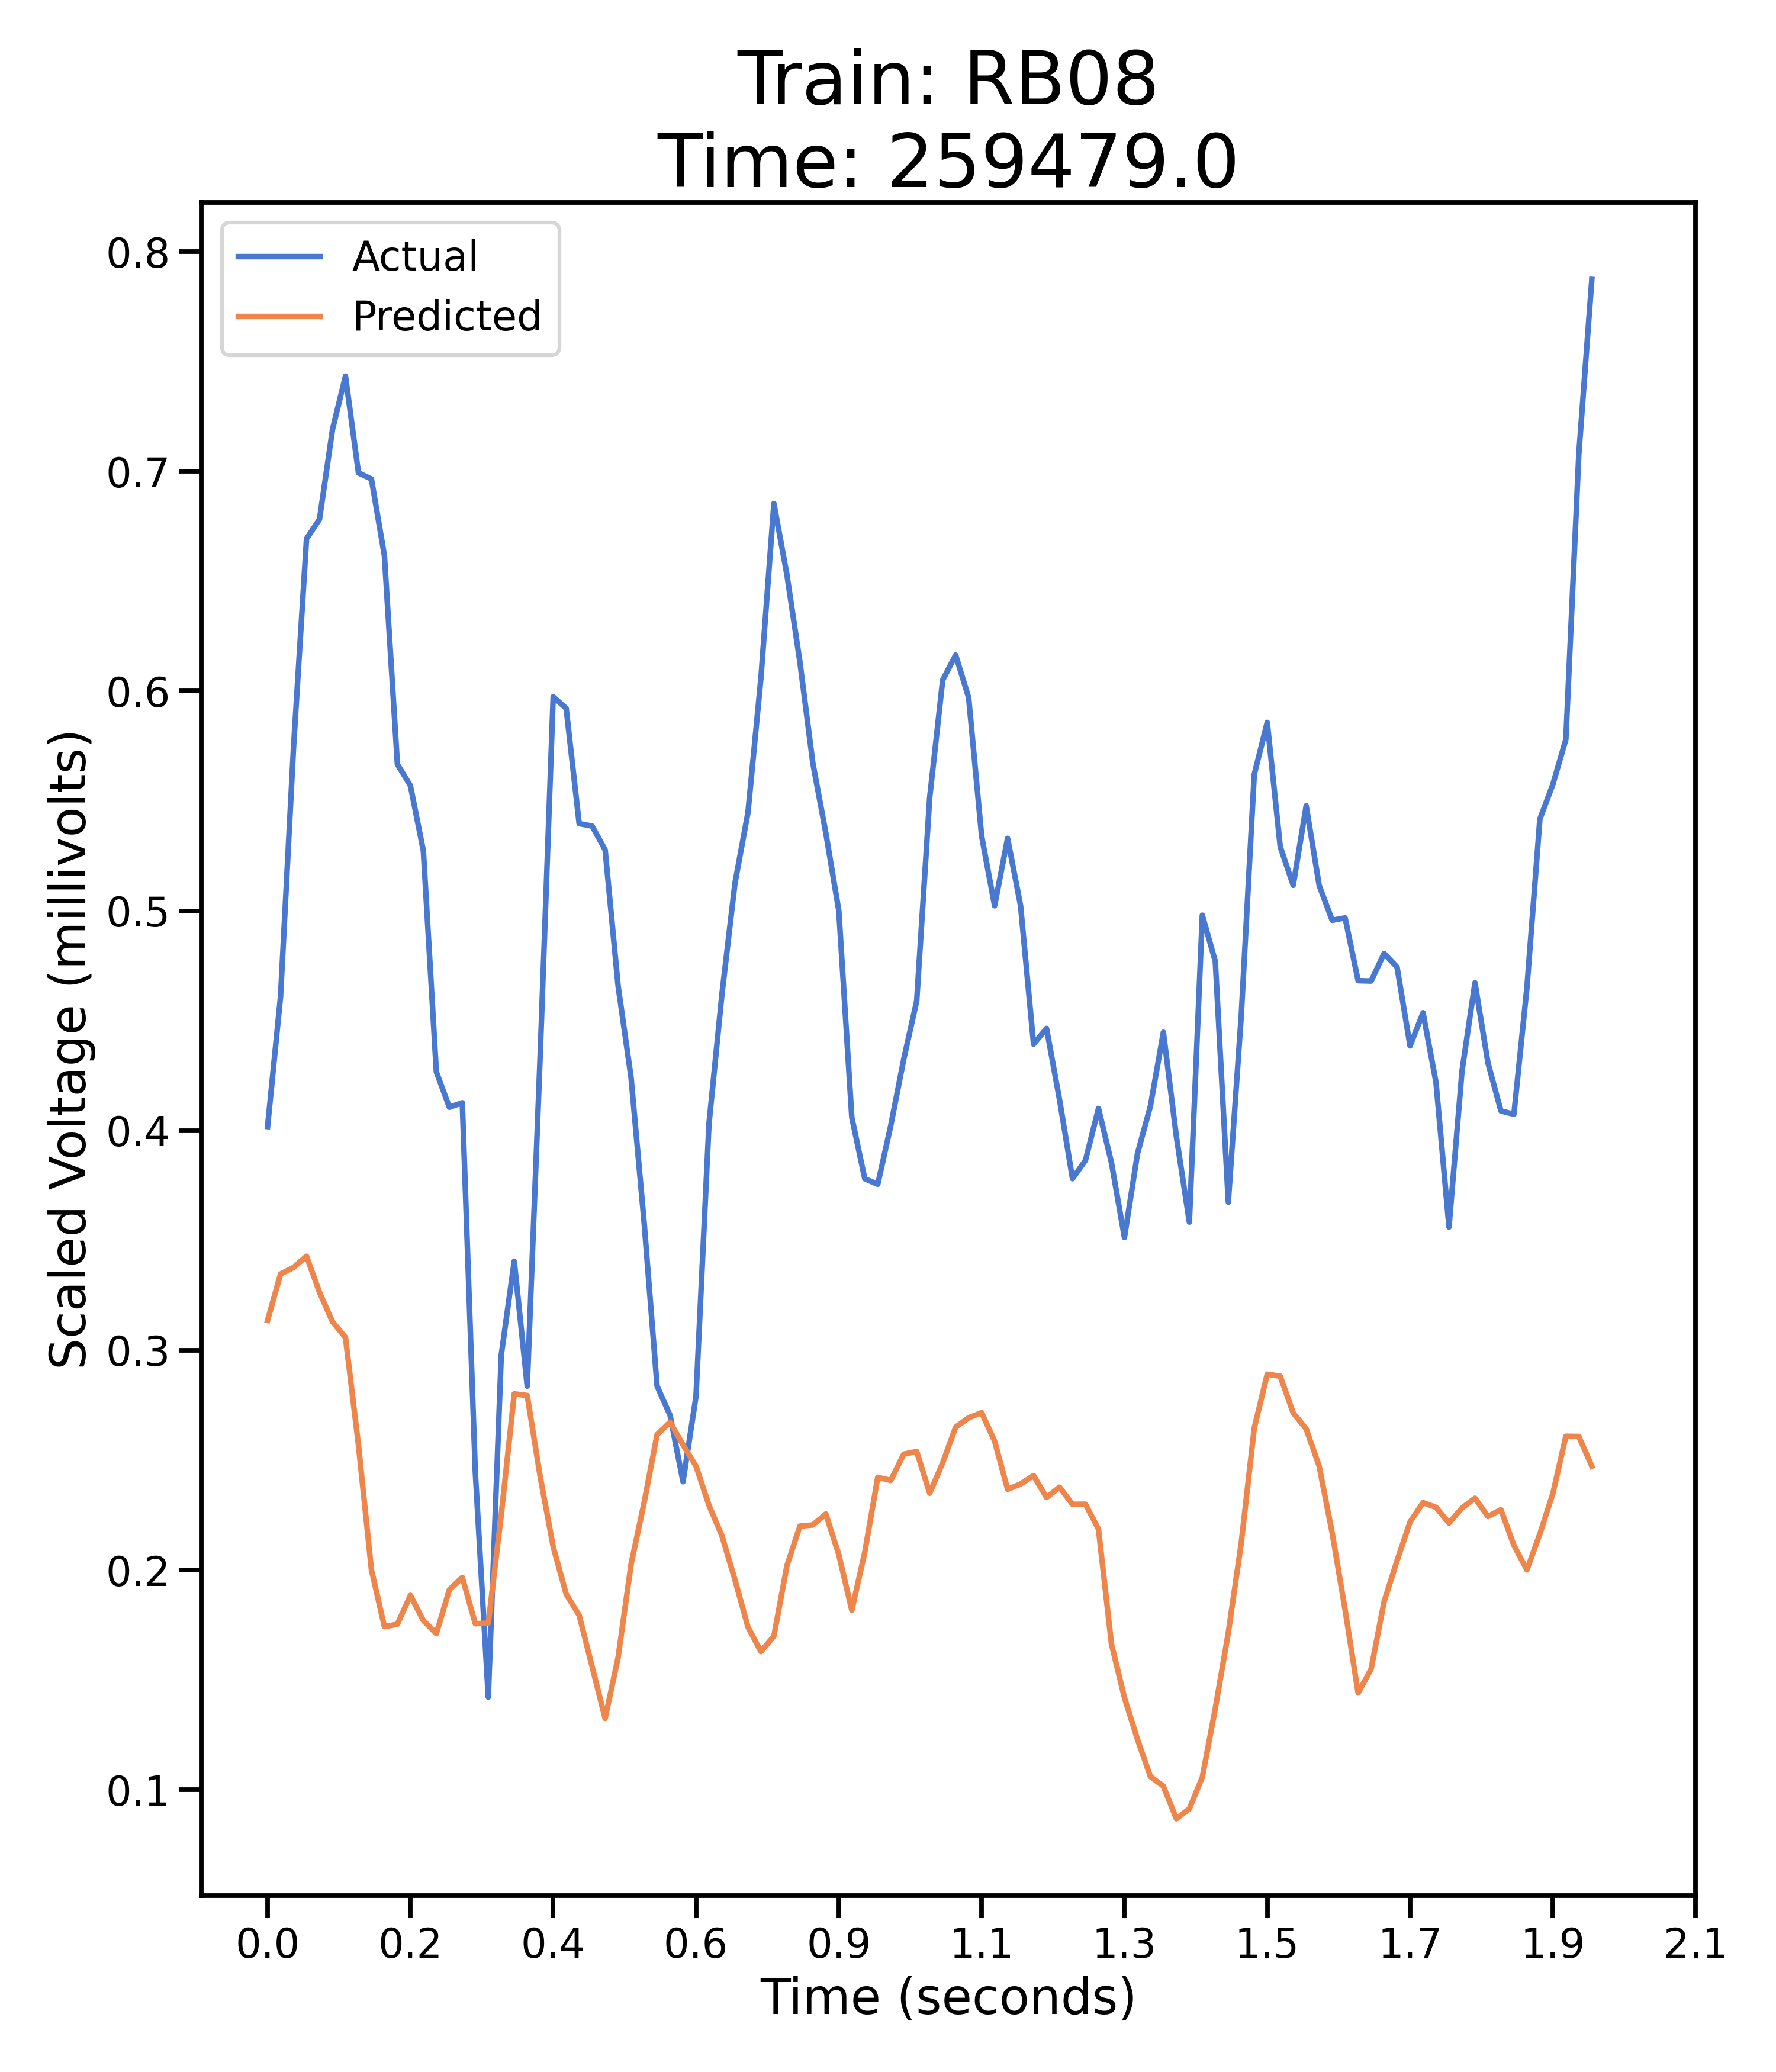 Train: RB08
Time: 259479.0
Actual
Predicted
0.8
0.7
0.6
0.5
0.4
0.3
0.2
0.1
Scaled Voltage (millivolts)
0.0 0.2 0.4 0.6 0.9 1.1 1.3 1.5 1.7 1.9 2.1
Time (seconds)